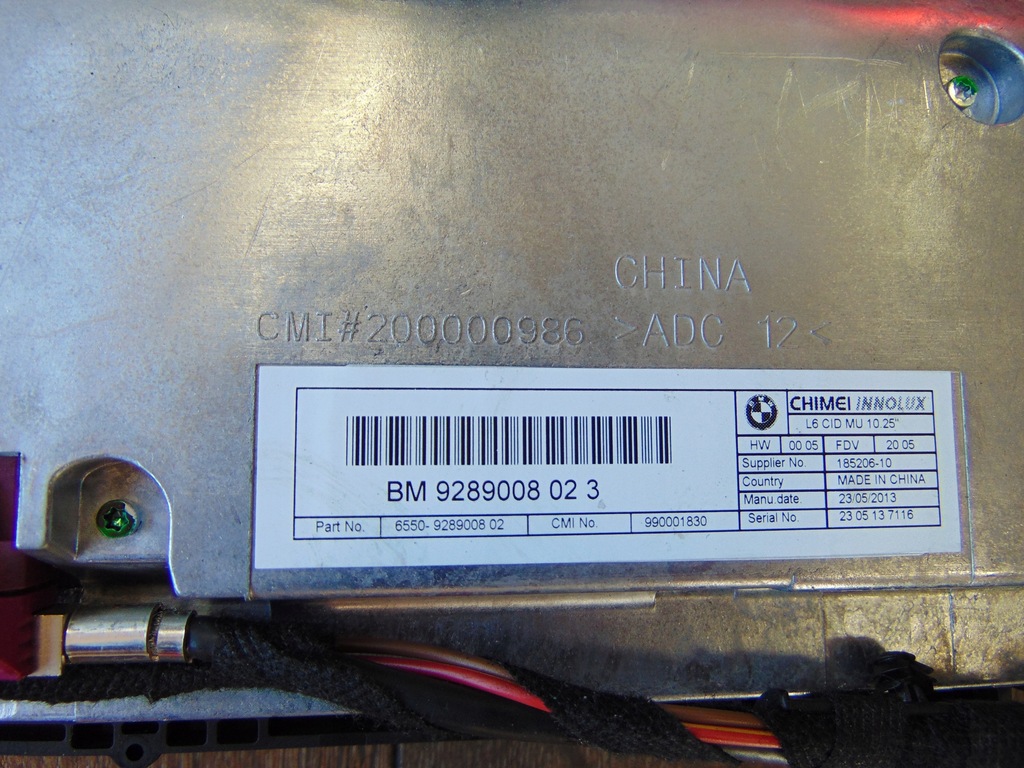 CHINA
CMI#200000986 >ADC 12<
BM 9289008 02 3
Part No. 6550- 9289008 02 CMI No. 990001830
BMW
CHIMEI INNOLUX
L6 CID MU 10.25"
HW 00 05 FDV 20 05
Supplier No. 185206-10
Country MADE IN CHINA
Manu.date. 23/05/2013
Serial No. 23 05 13 7116